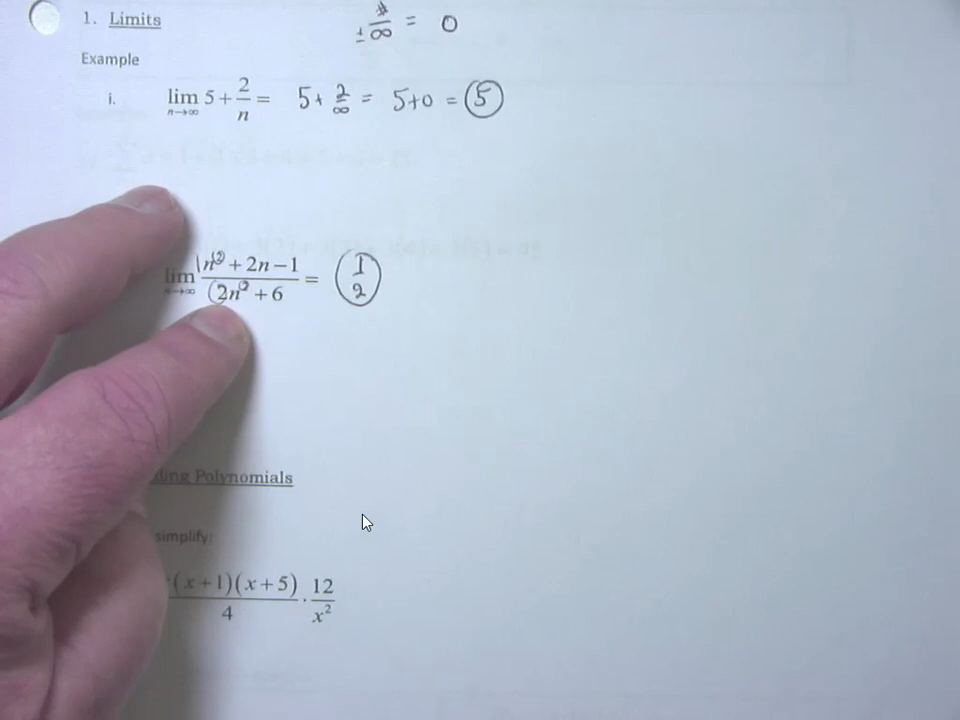 1. Limits
± #/∞ = 0
Example
i. lim n→∞ 5 + 2/n = 5 + 2/∞ = 5+0 = 5
lim n→∞ (1n² + 2n − 1)/(2n² + 6) = 1/2
ding Polynomials
simplify:
(x+1)(x+5)/4 · 12/x²